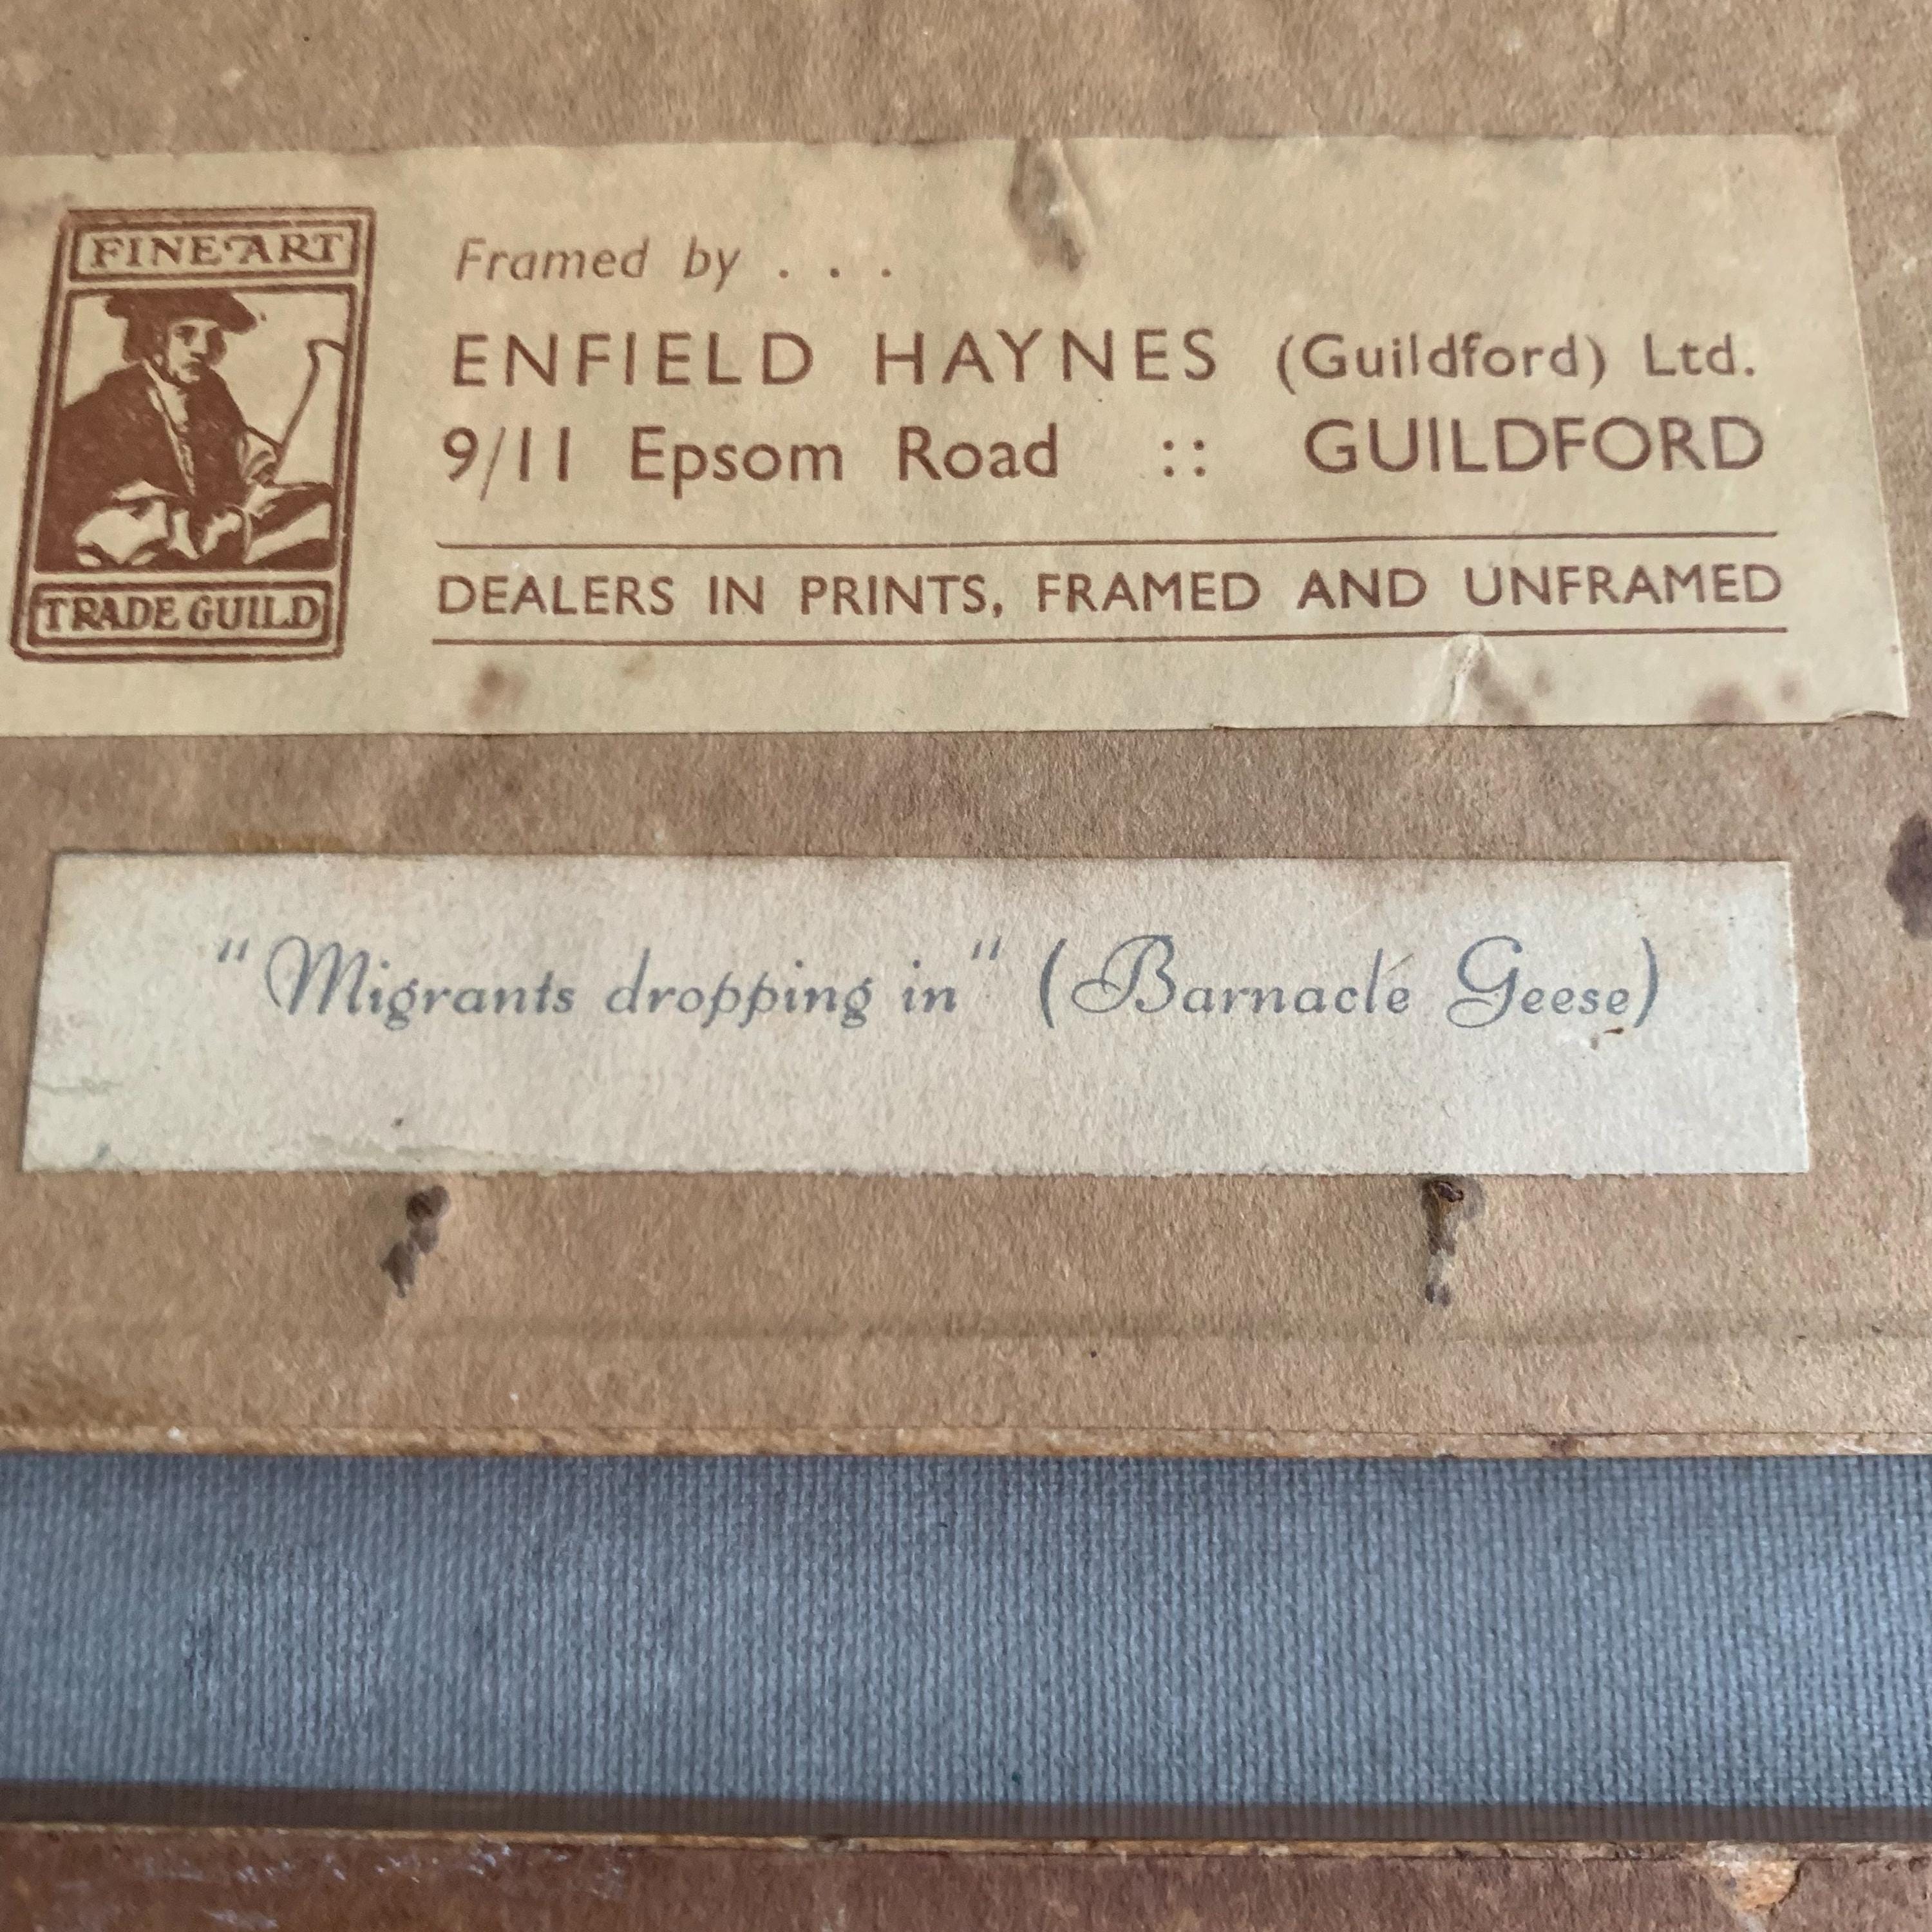 FINE ART
TRADE GUILD
Framed by . . .
ENFIELD HAYNES (Guildford) Ltd.
9/11 Epsom Road :: GUILDFORD
DEALERS IN PRINTS, FRAMED AND UNFRAMED
"Migrants dropping in" (Barnacle Geese)